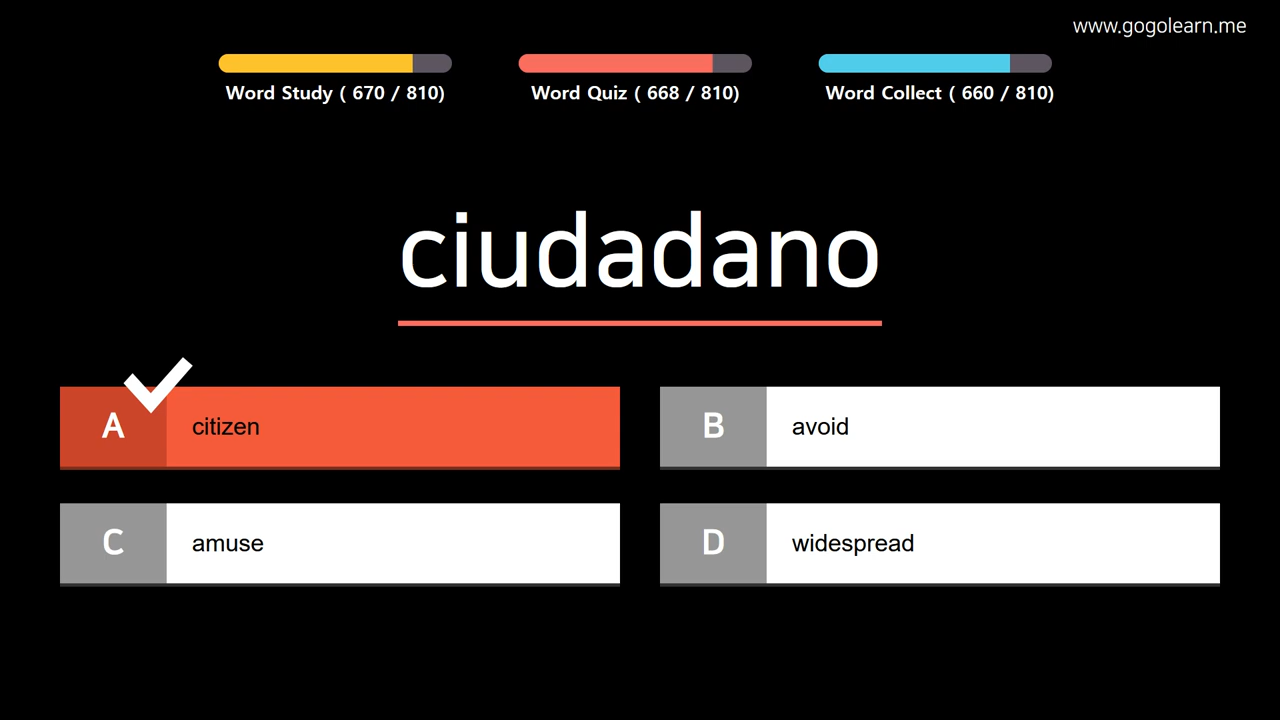 www.gogolearn.me
Word Study ( 670 / 810)
Word Quiz ( 668 / 810)
Word Collect ( 660 / 810)
ciudadano
A citizen
B avoid
C amuse
D widespread